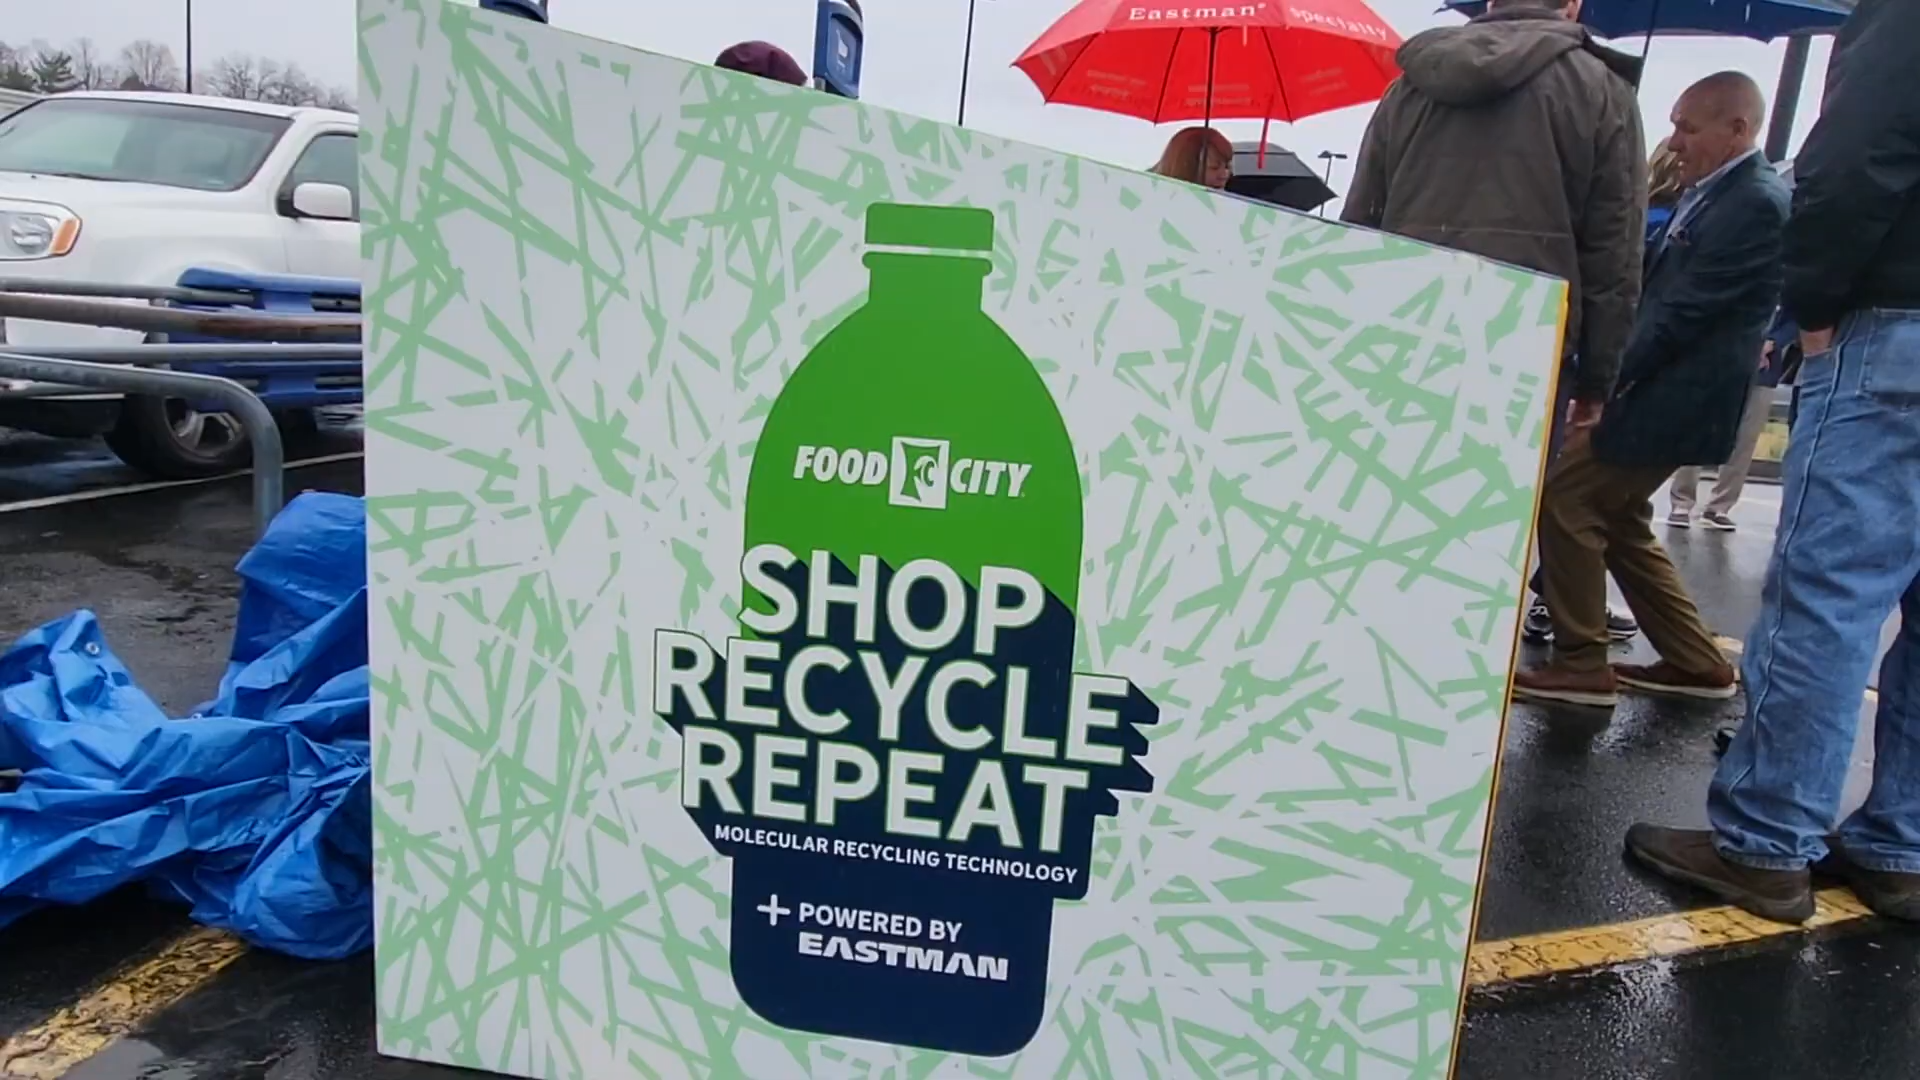 Eastman® specialty
FOOD CITY
SHOP
RECYCLE
REPEAT
MOLECULAR RECYCLING TECHNOLOGY
+ POWERED BY
EASTMAN